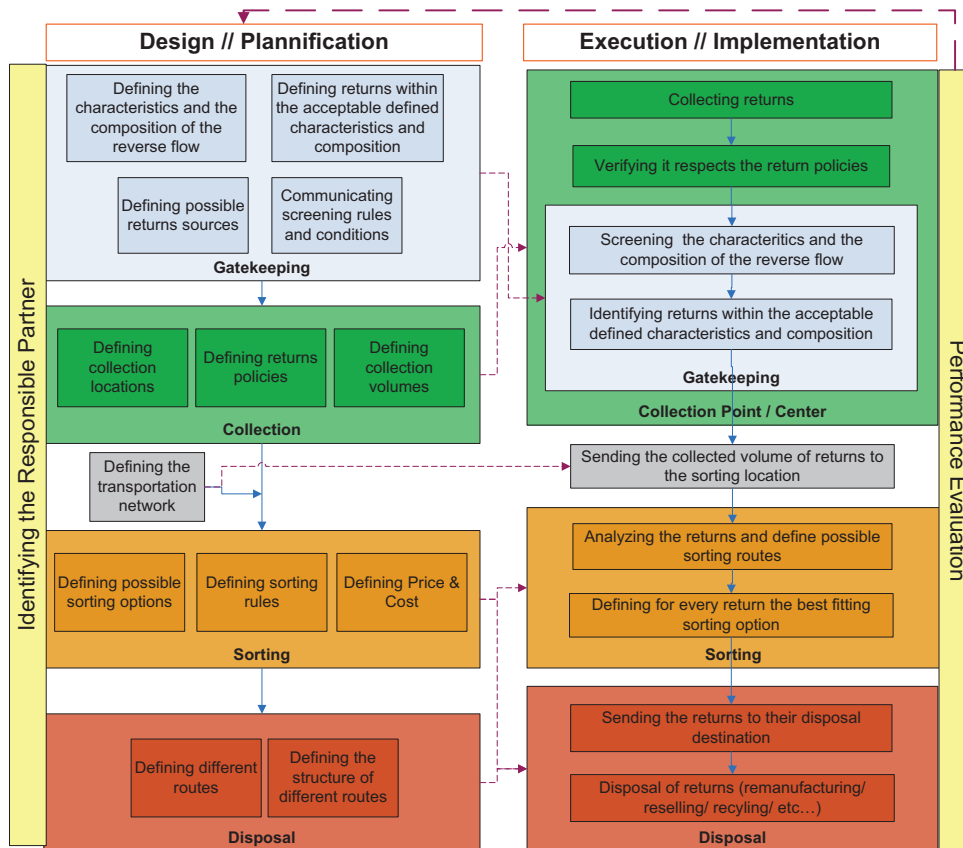 Design // Plannification
Execution // Implementation
Identifying the Responsible Partner
Defining the
characteristics and the
composition of the
reverse flow
Defining returns within
the acceptable defined
characteristics and
composition
Defining possible
returns sources
Communicating
screening rules
and conditions
Gatekeeping
Defining
collection
locations
Defining returns
policies
Defining
collection
volumes
Collection
Defining the
transportation
network
Defining possible
sorting options
Defining sorting
rules
Defining Price &
Cost
Sorting
Defining different
routes
Defining the
structure of
different routes
Disposal
Collecting returns
Verifying it respects the return policies
Screening the characteritics and the
composition of the reverse flow
Identifying returns within the acceptable
defined characteristics and composition
Gatekeeping
Collection Point / Center
Sending the collected volume of returns to
the sorting location
Analyzing the returns and define possible
sorting routes
Defining for every return the best fitting
sorting option
Sorting
Sending the returns to their disposal
destination
Disposal of returns (remanufacturing/
reselling/ recyling/ etc…)
Disposal
Performance Evaluation